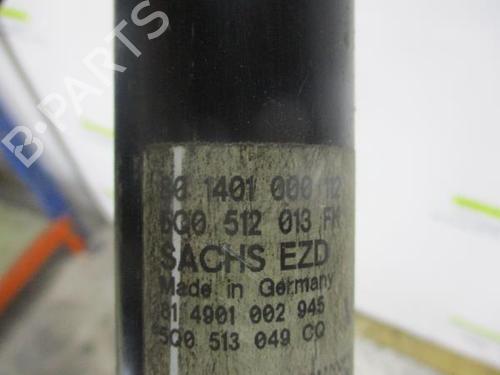 80 1401 000 112
5Q0 512 013 FK
SACHS EZD
Made in Germany
81 4901 002 945
5Q0 513 049 CQ
B-PARTS